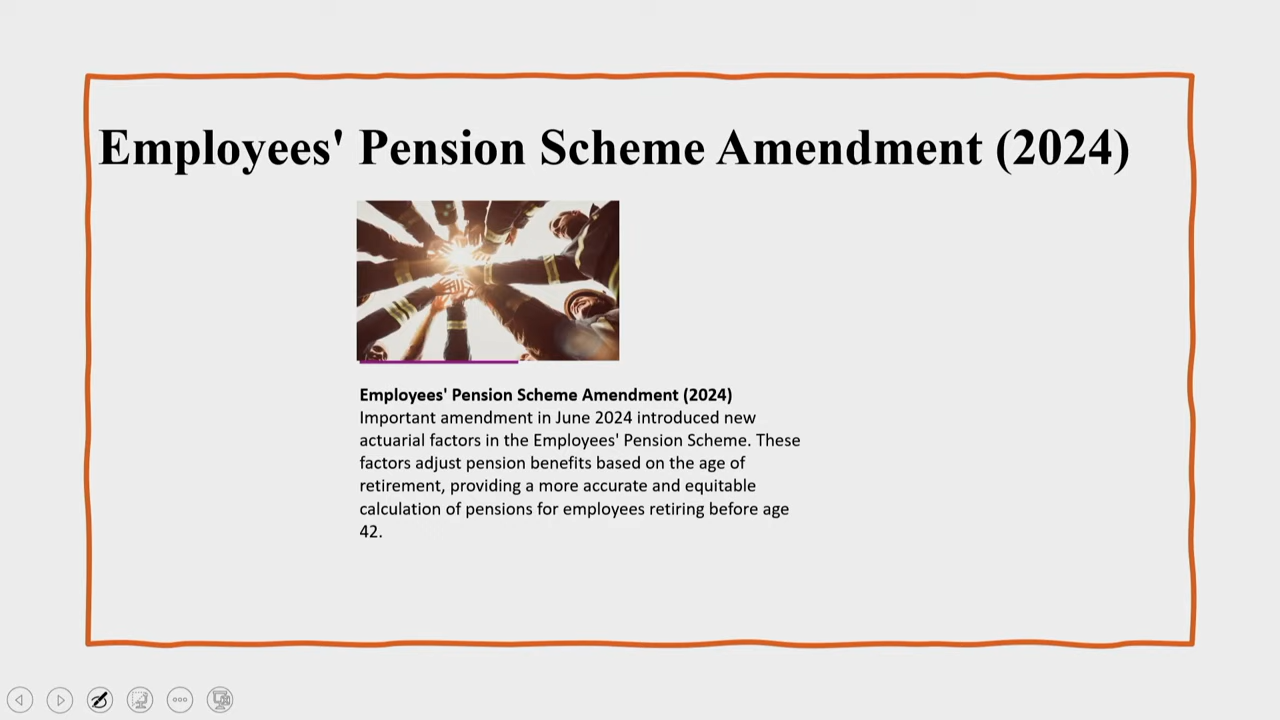 Employees' Pension Scheme Amendment (2024)
Employees' Pension Scheme Amendment (2024)
Important amendment in June 2024 introduced new
actuarial factors in the Employees' Pension Scheme. These
factors adjust pension benefits based on the age of
retirement, providing a more accurate and equitable
calculation of pensions for employees retiring before age
42.